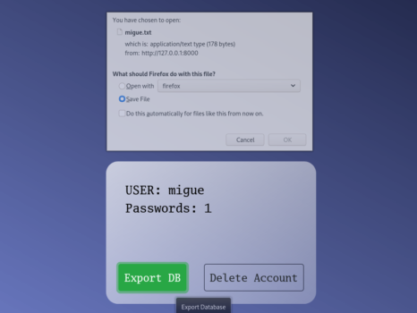 You have chosen to open:
migue.txt
which is: application/text type (178 bytes)
from: http://127.0.0.1:8000
What should Firefox do with this file?
Open with firefox
Save File
Do this automatically for files like this from now on.
Cancel OK
USER: migue
Passwords: 1
Export DB Delete Account
Export Database